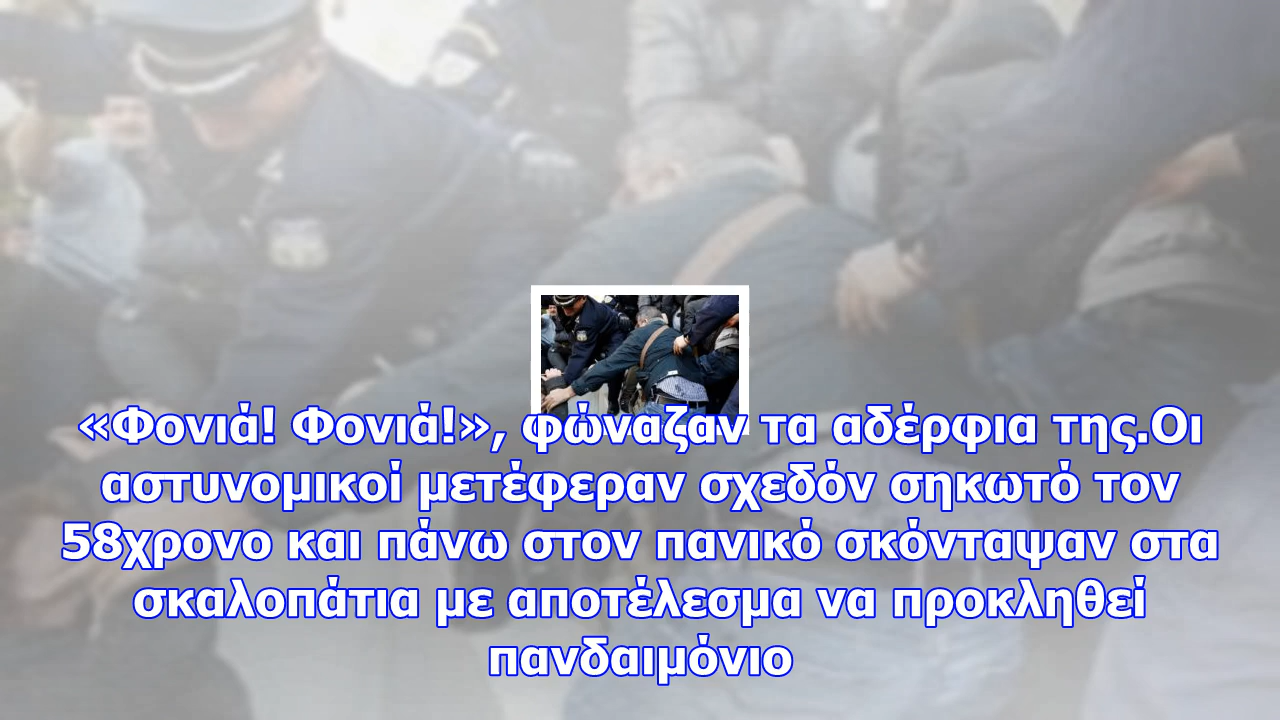 «Φονιά! Φονιά!», φώναζαν τα αδέρφια της.Οι
αστυνομικοί μετέφεραν σχεδόν σηκωτό τον
58χρονο και πάνω στον πανικό σκόνταψαν στα
σκαλοπάτια με αποτέλεσμα να προκληθεί
πανδαιμόνιο